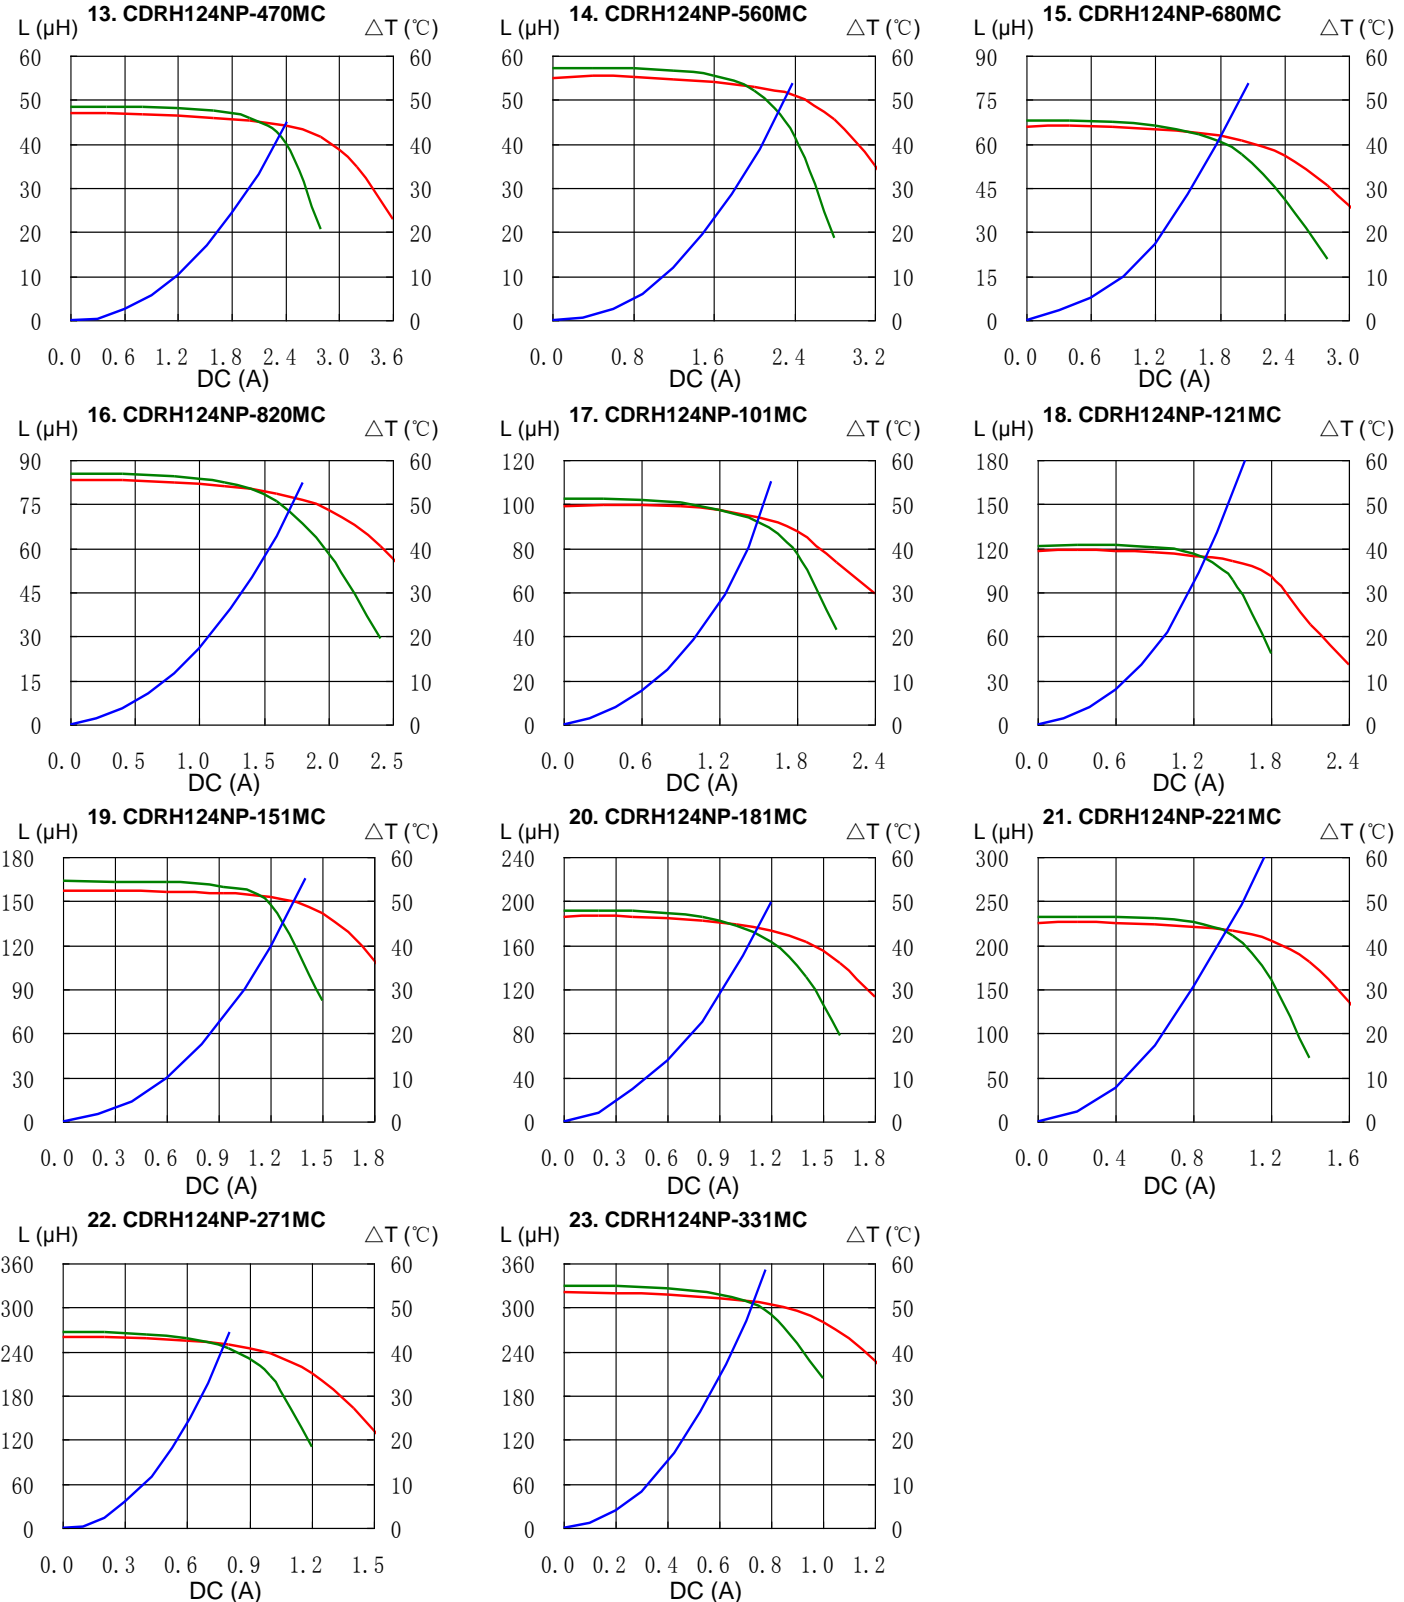 13. CDRH124NP-470MC 14. CDRH124NP-560MC 15. CDRH124NP-680MC
L (µH) △T (℃) L (µH) △T (℃) L (µH) △T (℃)
60 60 60 60 90 60
50 50 50 50 75 50
40 40 40 40 60 40
30 30 30 30 45 30
20 20 20 20 30 20
10 10 10 10 15 10
0 0 0 0 0 0
0.0 0.6 1.2 1.8 2.4 3.0 3.6 0.0 0.8 1.6 2.4 3.2 0.0 0.6 1.2 1.8 2.4 3.0
DC (A) DC (A) DC (A)
16. CDRH124NP-820MC 17. CDRH124NP-101MC 18. CDRH124NP-121MC
L (µH) △T (℃) L (µH) △T (℃) L (µH) △T (℃)
90 60 120 60 180 60
75 50 100 50 150 50
60 40 80 40 120 40
45 30 60 30 90 30
30 20 40 20 60 20
15 10 20 10 30 10
0 0 0 0 0 0
0.0 0.5 1.0 1.5 2.0 2.5 0.0 0.6 1.2 1.8 2.4 0.0 0.6 1.2 1.8 2.4
DC (A) DC (A) DC (A)
19. CDRH124NP-151MC 20. CDRH124NP-181MC 21. CDRH124NP-221MC
L (µH) △T (℃) L (µH) △T (℃) L (µH) △T (℃)
180 60 240 60 300 60
150 50 200 50 250 50
120 40 160 40 200 40
90 30 120 30 150 30
60 20 80 20 100 20
30 10 40 10 50 10
0 0 0 0 0 0
0.0 0.3 0.6 0.9 1.2 1.5 1.8 0.0 0.3 0.6 0.9 1.2 1.5 1.8 0.0 0.4 0.8 1.2 1.6
DC (A) DC (A) DC (A)
22. CDRH124NP-271MC 23. CDRH124NP-331MC
L (µH) △T (℃) L (µH) △T (℃)
360 60 360 60
300 50 300 50
240 40 240 40
180 30 180 30
120 20 120 20
60 10 60 10
0 0 0 0
0.0 0.3 0.6 0.9 1.2 1.5 0.0 0.2 0.4 0.6 0.8 1.0 1.2
DC (A) DC (A)